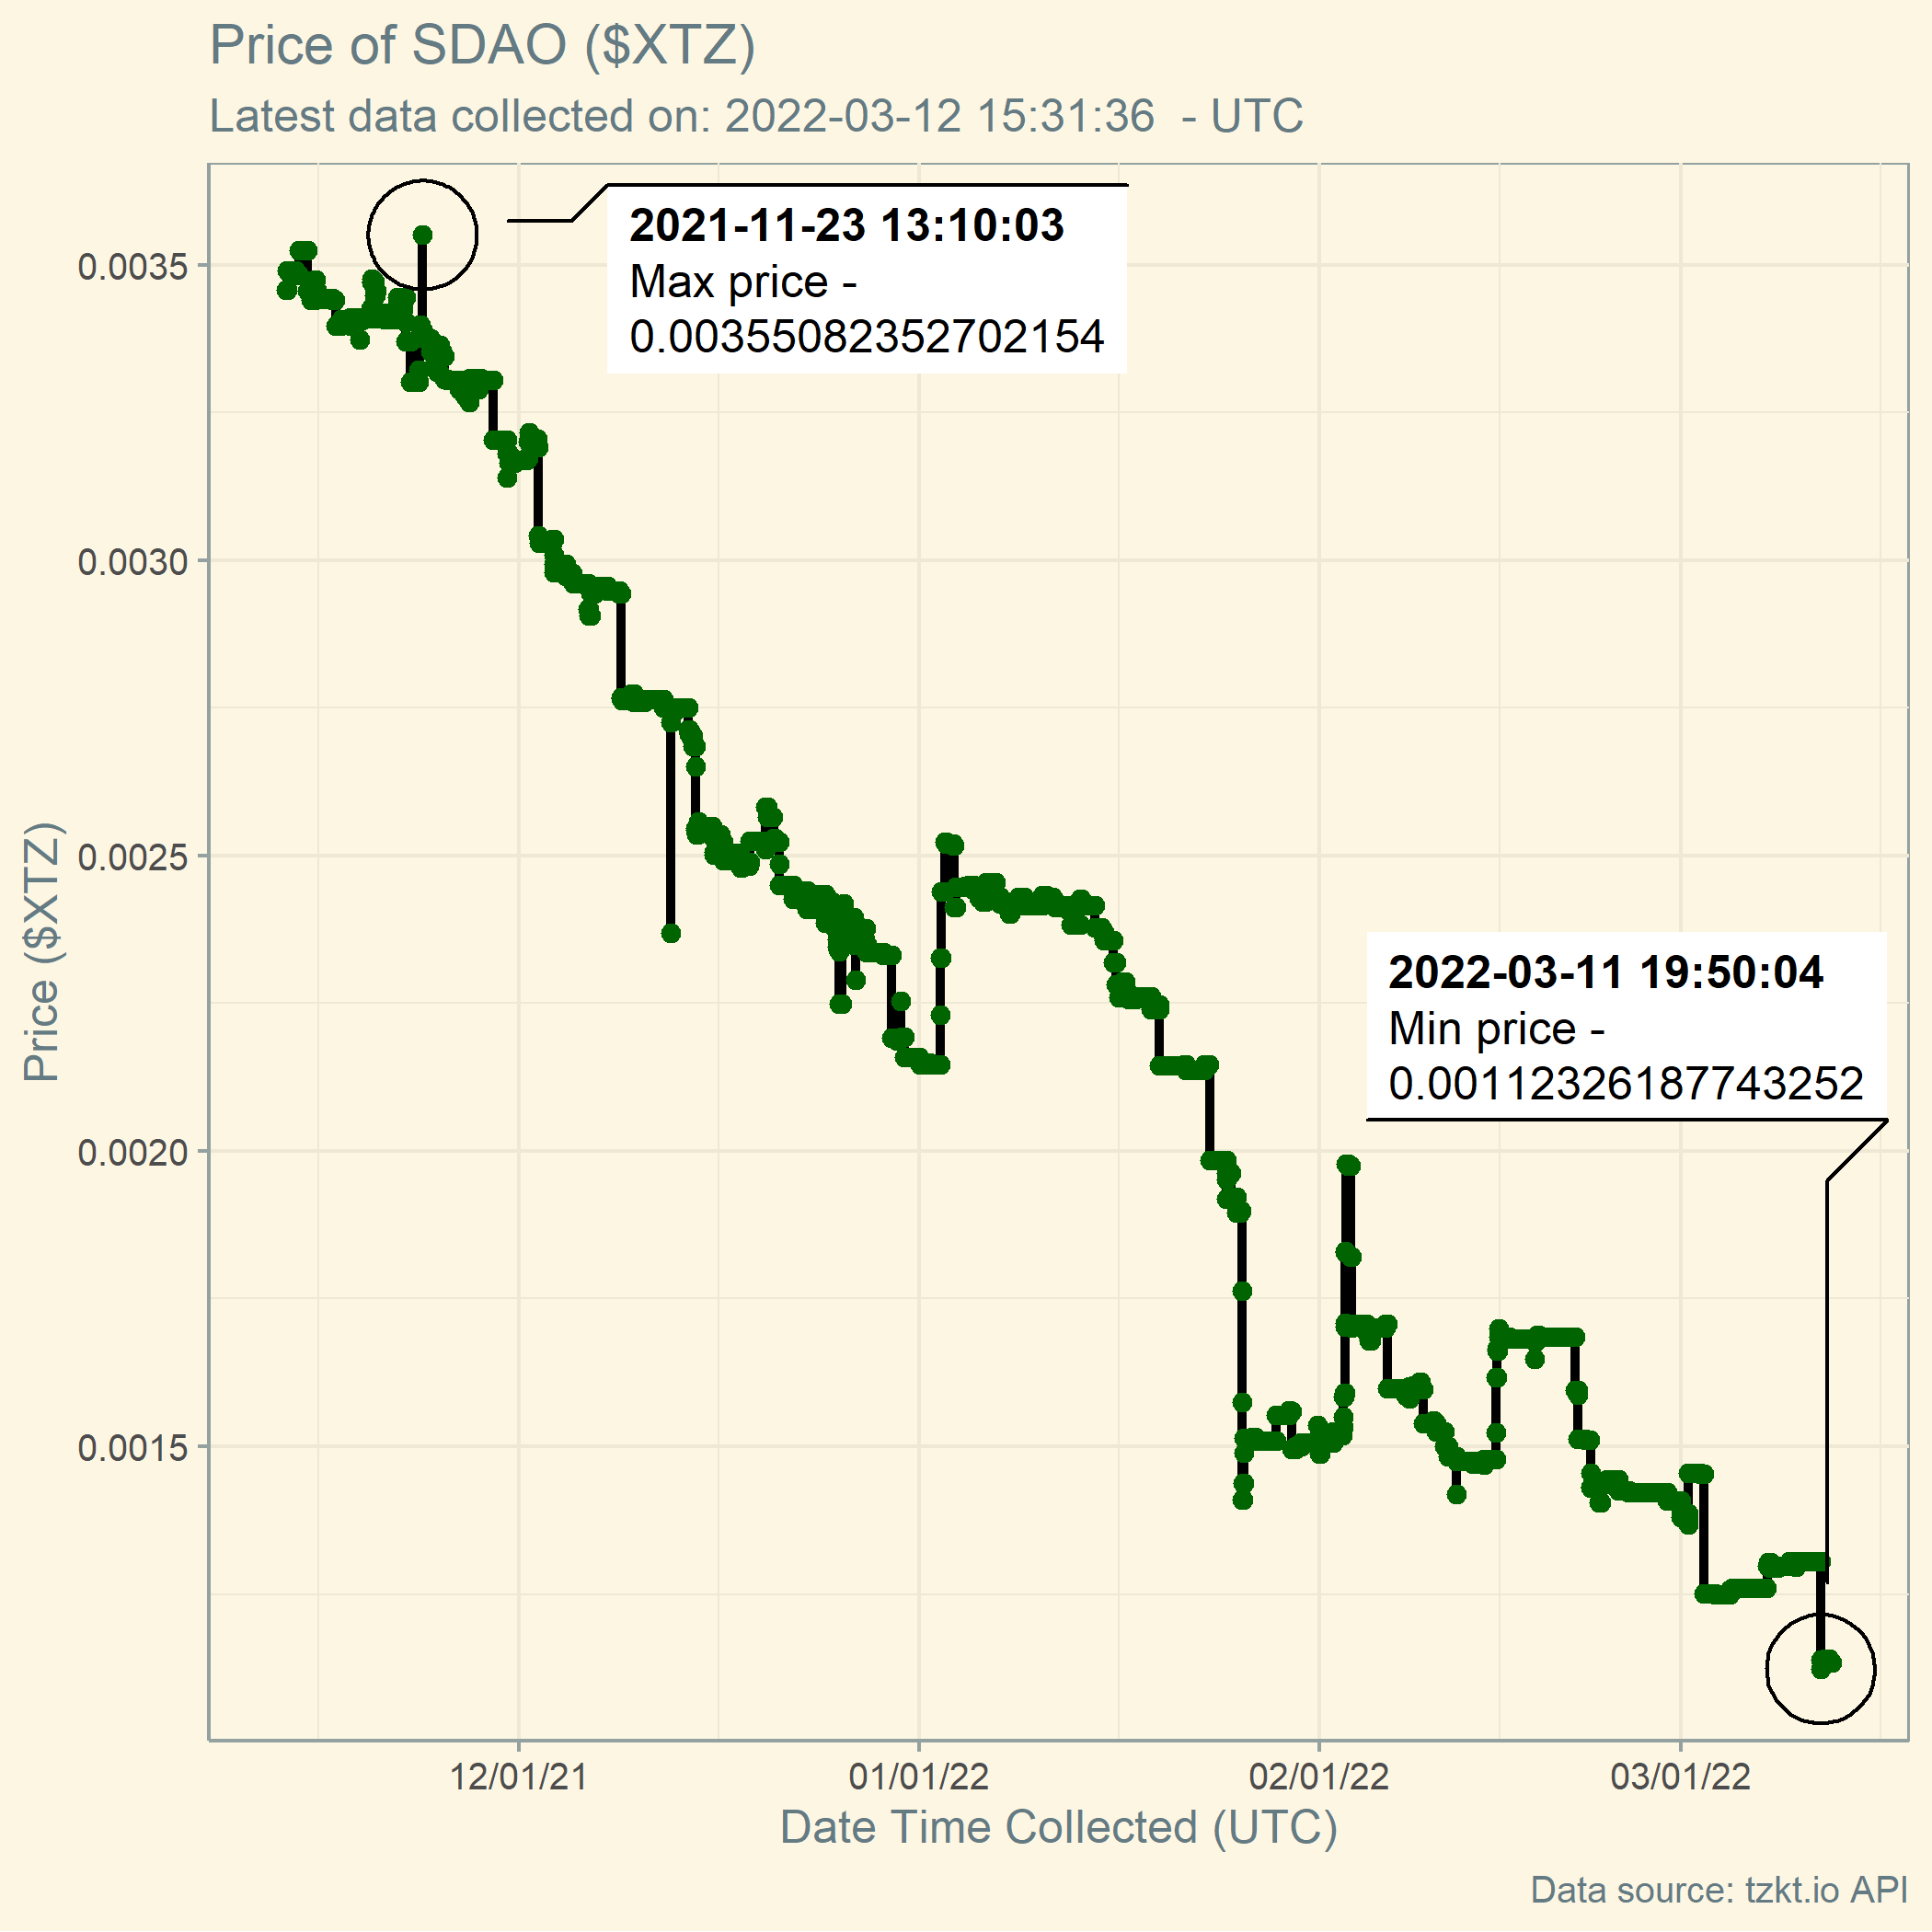 Price of SDAO ($XTZ)
Latest data collected on: 2022-03-12 15:31:36  - UTC
2021-11-23 13:10:03
Max price -
0.00355082352702154
0.0035
0.0030
0.0025
0.0020
0.0015
Price ($XTZ)
2022-03-11 19:50:04
Min price -
0.00112326187743252
12/01/21
01/01/22
02/01/22
03/01/22
Date Time Collected (UTC)
Data source: tzkt.io API